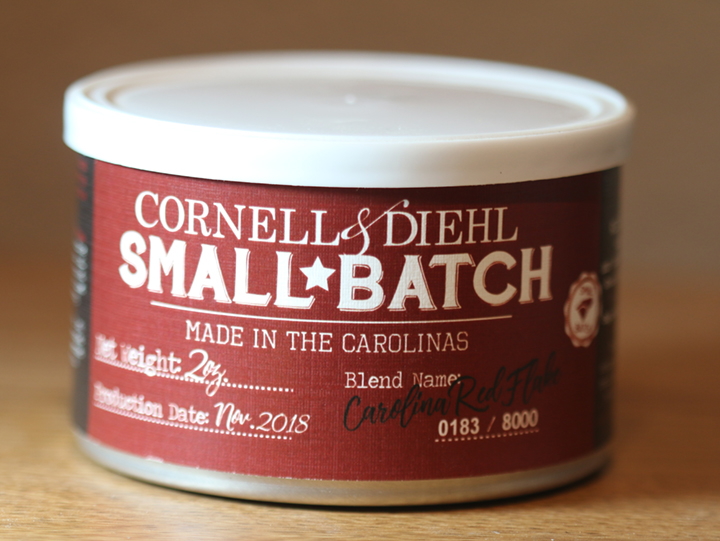 CORNELL & DIEHL
SMALL★BATCH
MADE IN THE CAROLINAS
Net Weight: 2oz.
Production Date: Nov. 2018
Blend Name:
Carolina Red Flake
0183 / 8000